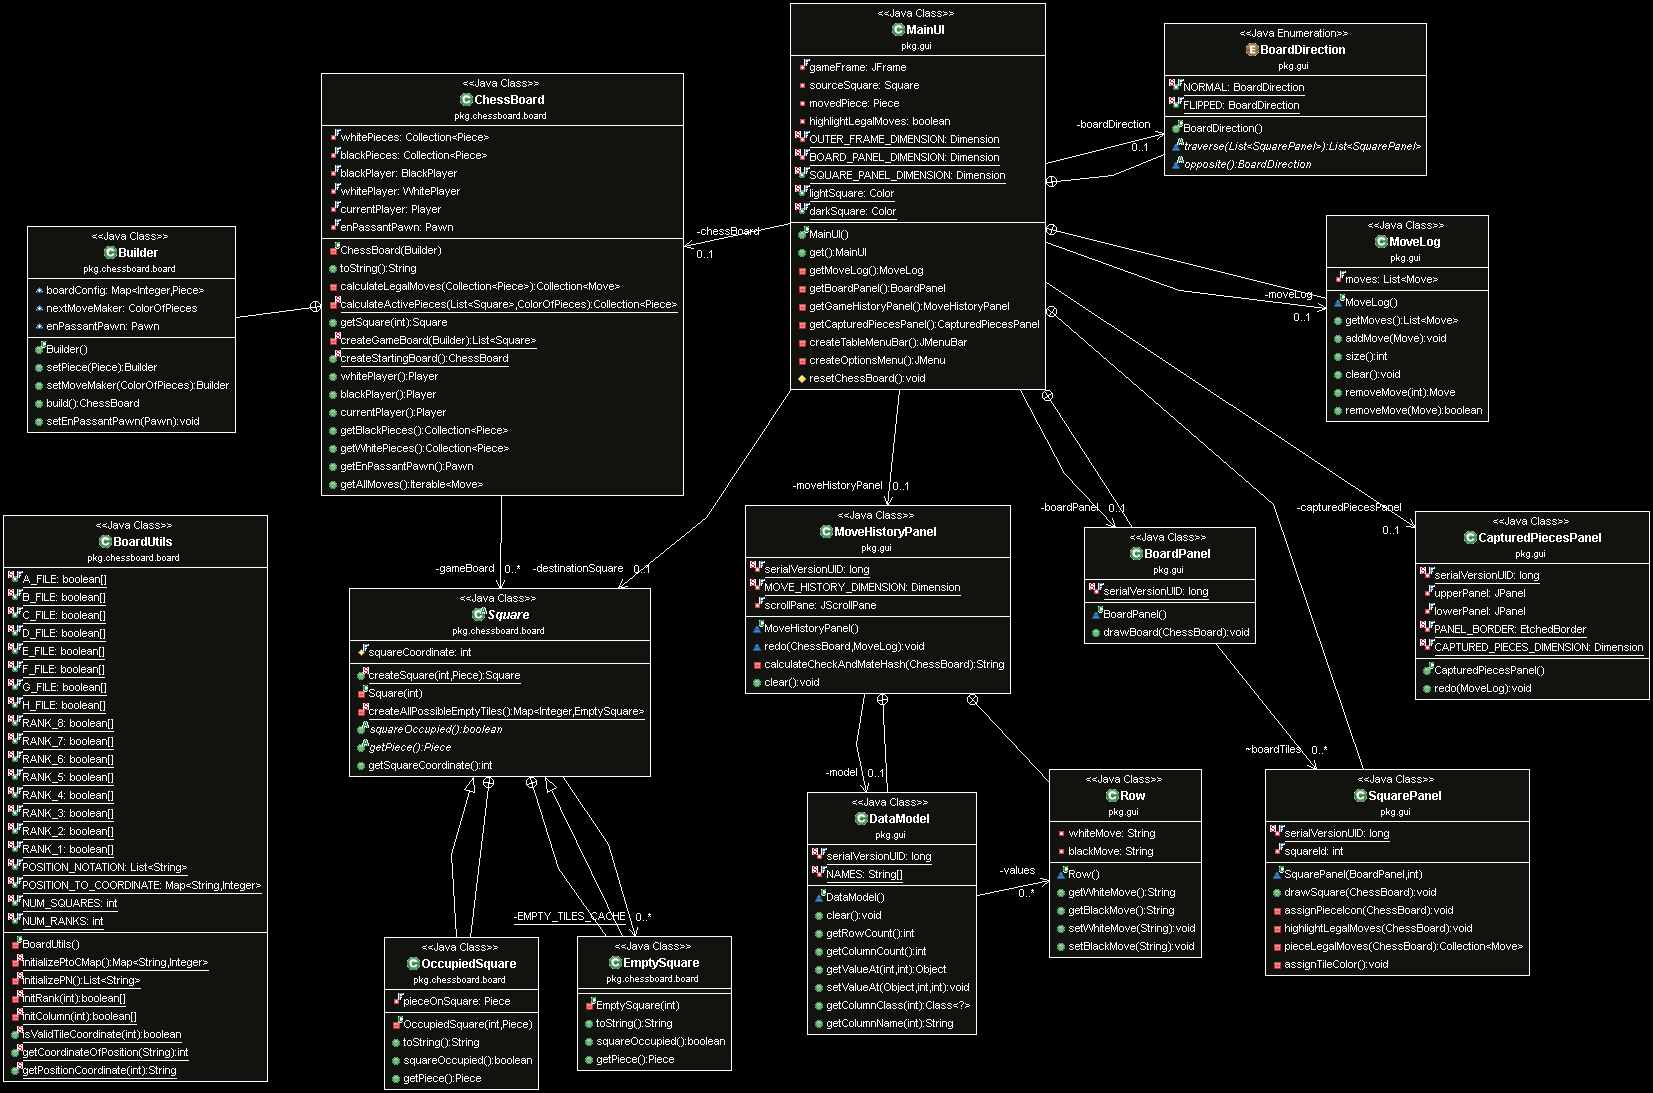 <<Java Class>>
MainUI
pkg.gui
gameFrame: JFrame
sourceSquare: Square
movedPiece: Piece
highlightLegalMoves: boolean
OUTER_FRAME_DIMENSION: Dimension
BOARD_PANEL_DIMENSION: Dimension
SQUARE_PANEL_DIMENSION: Dimension
lightSquare: Color
darkSquare: Color
MainUI()
get():MainUI
getMoveLog():MoveLog
getBoardPanel():BoardPanel
getGameHistoryPanel():MoveHistoryPanel
getCapturedPiecesPanel():CapturedPiecesPanel
createTableMenuBar():JMenuBar
createOptionsMenu():JMenu
resetChessBoard():void
<<Java Enumeration>>
BoardDirection
pkg.gui
NORMAL: BoardDirection
FLIPPED: BoardDirection
BoardDirection()
traverse(List<SquarePanel>):List<SquarePanel>
opposite():BoardDirection
-boardDirection
0..1
<<Java Class>>
ChessBoard
pkg.chessboard.board
whitePieces: Collection<Piece>
blackPieces: Collection<Piece>
blackPlayer: BlackPlayer
whitePlayer: WhitePlayer
currentPlayer: Player
enPassantPawn: Pawn
ChessBoard(Builder)
toString():String
calculateLegalMoves(Collection<Piece>):Collection<Move>
calculateActivePieces(List<Square>,ColorOfPieces):Collection<Piece>
getSquare(int):Square
createGameBoard(Builder):List<Square>
createStartingBoard():ChessBoard
whitePlayer():Player
blackPlayer():Player
currentPlayer():Player
getBlackPieces():Collection<Piece>
getWhitePieces():Collection<Piece>
getEnPassantPawn():Pawn
getAllMoves():Iterable<Move>
-chessBoard
0..1
<<Java Class>>
Builder
pkg.chessboard.board
boardConfig: Map<Integer,Piece>
nextMoveMaker: ColorOfPieces
enPassantPawn: Pawn
Builder()
setPiece(Piece):Builder
setMoveMaker(ColorOfPieces):Builder
build():ChessBoard
setEnPassantPawn(Pawn):void
<<Java Class>>
MoveLog
pkg.gui
moves: List<Move>
MoveLog()
getMoves():List<Move>
addMove(Move):void
size():int
clear():void
removeMove(int):Move
removeMove(Move):boolean
-moveLog
0..1
<<Java Class>>
BoardUtils
pkg.chessboard.board
A_FILE: boolean[]
B_FILE: boolean[]
C_FILE: boolean[]
D_FILE: boolean[]
E_FILE: boolean[]
F_FILE: boolean[]
G_FILE: boolean[]
H_FILE: boolean[]
RANK_8: boolean[]
RANK_7: boolean[]
RANK_6: boolean[]
RANK_5: boolean[]
RANK_4: boolean[]
RANK_3: boolean[]
RANK_2: boolean[]
RANK_1: boolean[]
POSITION_NOTATION: List<String>
POSITION_TO_COORDINATE: Map<String,Integer>
NUM_SQUARES: int
NUM_RANKS: int
BoardUtils()
initializePtoCMap():Map<String,Integer>
initializePN():List<String>
initRank(int):boolean[]
initColumn(int):boolean[]
isValidTileCoordinate(int):boolean
getCoordinateOfPosition(String):int
getPositionCoordinate(int):String
-gameBoard
0..*
-destinationSquare
0..1
<<Java Class>>
Square
pkg.chessboard.board
squareCoordinate: int
createSquare(int,Piece):Square
Square(int)
createAllPossibleEmptyTiles():Map<Integer,EmptySquare>
squareOccupied():boolean
getPiece():Piece
getSquareCoordinate():int
-EMPTY_TILES_CACHE
0..*
<<Java Class>>
OccupiedSquare
pkg.chessboard.board
pieceOnSquare: Piece
OccupiedSquare(int,Piece)
toString():String
squareOccupied():boolean
getPiece():Piece
<<Java Class>>
EmptySquare
pkg.chessboard.board
EmptySquare(int)
toString():String
squareOccupied():boolean
getPiece():Piece
-moveHistoryPanel
0..1
<<Java Class>>
MoveHistoryPanel
pkg.gui
serialVersionUID: long
MOVE_HISTORY_DIMENSION: Dimension
scrollPane: JScrollPane
MoveHistoryPanel()
redo(ChessBoard,MoveLog):void
calculateCheckAndMateHash(ChessBoard):String
clear():void
-model
0..1
<<Java Class>>
DataModel
pkg.gui
serialVersionUID: long
NAMES: String[]
DataModel()
clear():void
getRowCount():int
getColumnCount():int
getValueAt(int,int):Object
setValueAt(Object,int,int):void
getColumnClass(int):Class<?>
getColumnName(int):String
-values
0..*
<<Java Class>>
Row
pkg.gui
whiteMove: String
blackMove: String
Row()
getWhiteMove():String
getBlackMove():String
setWhiteMove(String):void
setBlackMove(String):void
-boardPanel
0..1
<<Java Class>>
BoardPanel
pkg.gui
serialVersionUID: long
BoardPanel()
drawBoard(ChessBoard):void
~boardTiles
0..*
<<Java Class>>
SquarePanel
pkg.gui
serialVersionUID: long
squareId: int
SquarePanel(BoardPanel,int)
drawSquare(ChessBoard):void
assignPieceIcon(ChessBoard):void
highlightLegalMoves(ChessBoard):void
pieceLegalMoves(ChessBoard):Collection<Move>
assignTileColor():void
-capturedPiecesPanel
0..1
<<Java Class>>
CapturedPiecesPanel
pkg.gui
serialVersionUID: long
upperPanel: JPanel
lowerPanel: JPanel
PANEL_BORDER: EtchedBorder
CAPTURED_PIECES_DIMENSION: Dimension
CapturedPiecesPanel()
redo(MoveLog):void